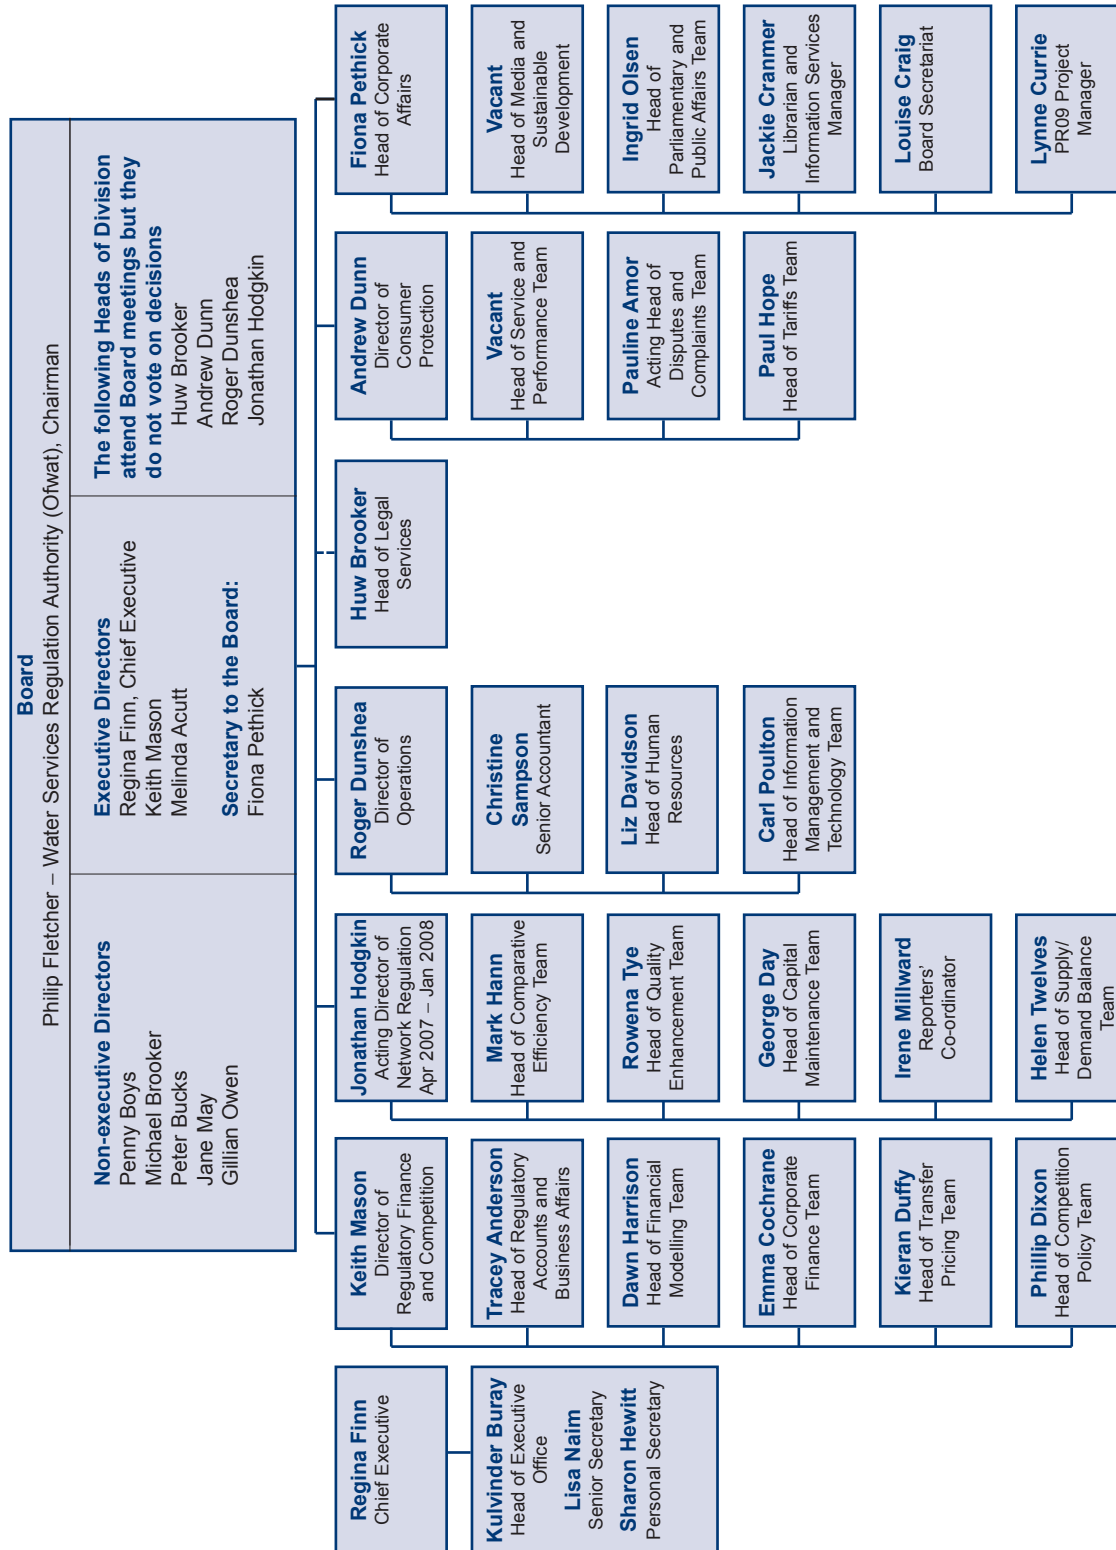 Board
Philip Fletcher – Water Services Regulation Authority (Ofwat), Chairman
Non-executive Directors
Penny Boys
Michael Brooker
Peter Bucks
Jane May
Gillian Owen
Executive Directors
Regina Finn, Chief Executive
Keith Mason
Melinda Acutt
Secretary to the Board:
Fiona Pethick
The following Heads of Division
attend Board meetings but they
do not vote on decisions
Huw Brooker
Andrew Dunn
Roger Dunshea
Jonathan Hodgkin
Regina Finn
Chief Executive
Kulvinder Buray
Head of Executive
Office
Lisa Naim
Senior Secretary
Sharon Hewitt
Personal Secretary
Keith Mason
Director of
Regulatory Finance
and Competition
Tracey Anderson
Head of Regulatory
Accounts and
Business Affairs
Dawn Harrison
Head of Financial
Modelling Team
Emma Cochrane
Head of Corporate
Finance Team
Kieran Duffy
Head of Transfer
Pricing Team
Phillip Dixon
Head of Competition
Policy Team
Jonathan Hodgkin
Acting Director of
Network Regulation
Apr 2007 – Jan 2008
Mark Hann
Head of Comparative
Efficiency Team
Rowena Tye
Head of Quality
Enhancement Team
George Day
Head of Capital
Maintenance Team
Irene Millward
Reporters'
Co-ordinator
Helen Twelves
Head of Supply/
Demand Balance
Team
Roger Dunshea
Director of
Operations
Christine
Sampson
Senior Accountant
Liz Davidson
Head of Human
Resources
Carl Poulton
Head of Information
Management and
Technology Team
Huw Brooker
Head of Legal
Services
Andrew Dunn
Director of
Consumer
Protection
Vacant
Head of Service and
Performance Team
Pauline Amor
Acting Head of
Disputes and
Complaints Team
Paul Hope
Head of Tariffs Team
Fiona Pethick
Head of Corporate
Affairs
Vacant
Head of Media and
Sustainable
Development
Ingrid Olsen
Head of
Parliamentary and
Public Affairs Team
Jackie Cranmer
Librarian and
Information Services
Manager
Louise Craig
Board Secretariat
Lynne Currie
PR09 Project
Manager